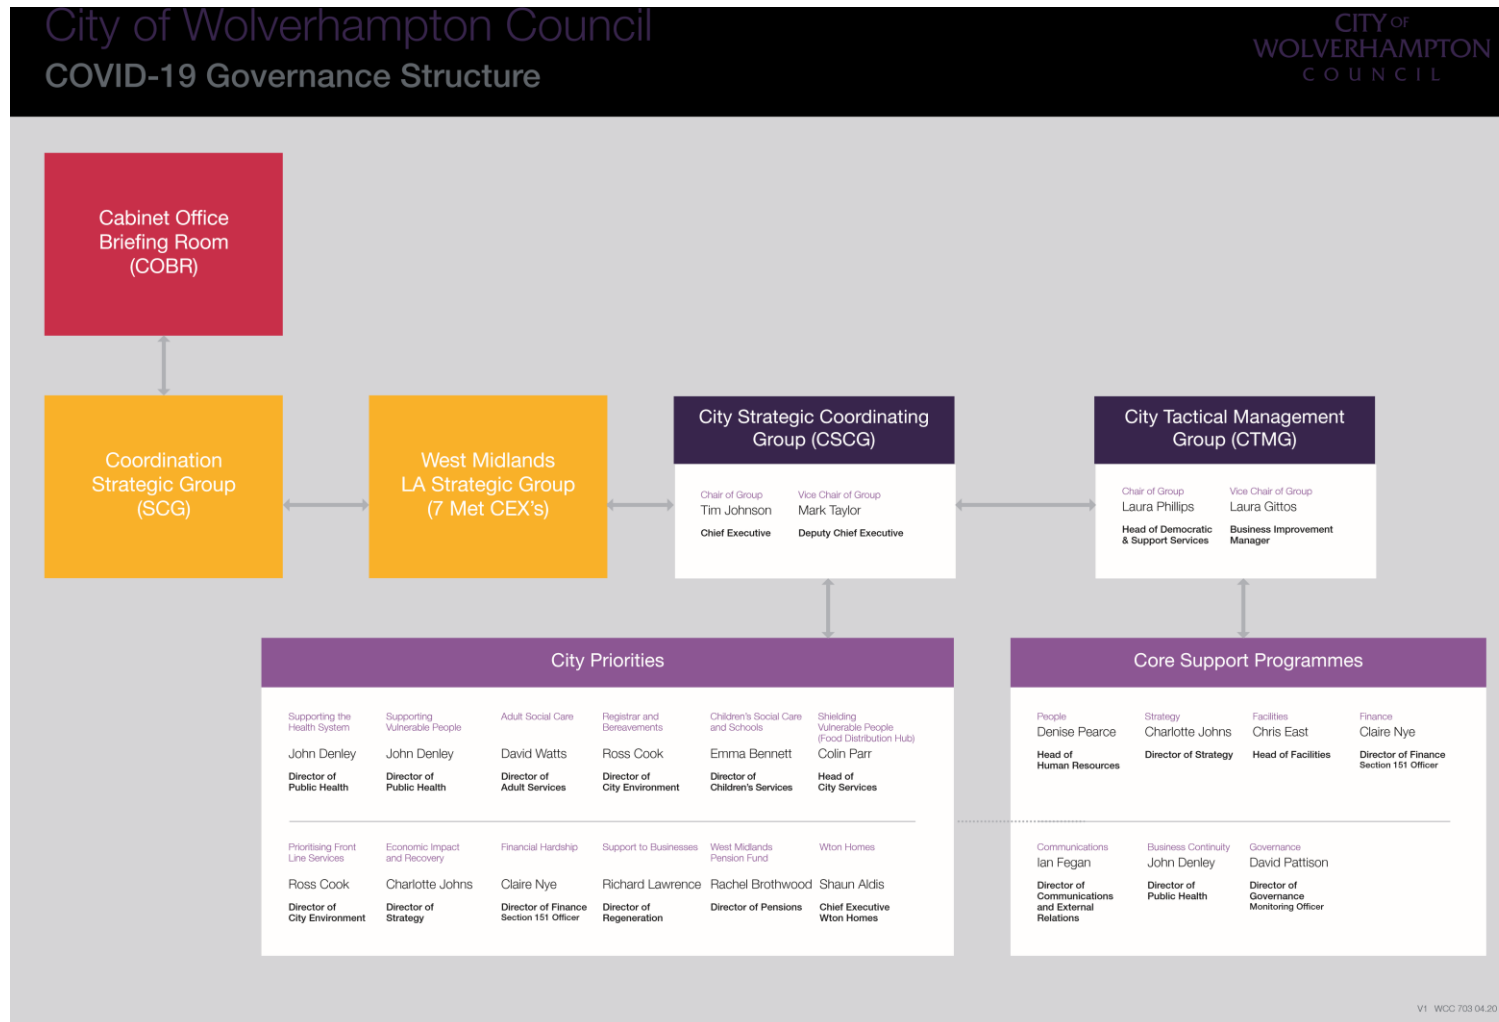 City of Wolverhampton Council
COVID-19 Governance Structure
CITY OF
WOLVERHAMPTON
COUNCIL
Cabinet Office
Briefing Room
(COBR)
Coordination
Strategic Group
(SCG)
West Midlands
LA Strategic Group
(7 Met CEX's)
City Strategic Coordinating
Group (CSCG)
Chair of Group
Tim Johnson
Chief Executive
Vice Chair of Group
Mark Taylor
Deputy Chief Executive
City Tactical Management
Group (CTMG)
Chair of Group
Laura Phillips
Head of Democratic
& Support Services
Vice Chair of Group
Laura Gittos
Business Improvement
Manager
City Priorities
Supporting the
Health System
John Denley
Director of
Public Health
Supporting
Vulnerable People
John Denley
Director of
Public Health
Adult Social Care
David Watts
Director of
Adult Services
Registrar and
Bereavements
Ross Cook
Director of
City Environment
Children's Social Care
and Schools
Emma Bennett
Director of
Children's Services
Shielding
Vulnerable People
(Food Distribution Hub)
Colin Parr
Head of
City Services
Prioritising Front
Line Services
Ross Cook
Director of
City Environment
Economic Impact
and Recovery
Charlotte Johns
Director of
Strategy
Financial Hardship
Claire Nye
Director of Finance
Section 151 Officer
Support to Businesses
Richard Lawrence
Director of
Regeneration
West Midlands
Pension Fund
Rachel Brothwood
Director of Pensions
Wton Homes
Shaun Aldis
Chief Executive
Wton Homes
Core Support Programmes
People
Denise Pearce
Head of
Human Resources
Strategy
Charlotte Johns
Director of Strategy
Facilities
Chris East
Head of Facilities
Finance
Claire Nye
Director of Finance
Section 151 Officer
Communications
Ian Fegan
Director of
Communications
and External
Relations
Business Continuity
John Denley
Director of
Public Health
Governance
David Pattison
Director of
Governance
Monitoring Officer
V1 WCC 703 04.20